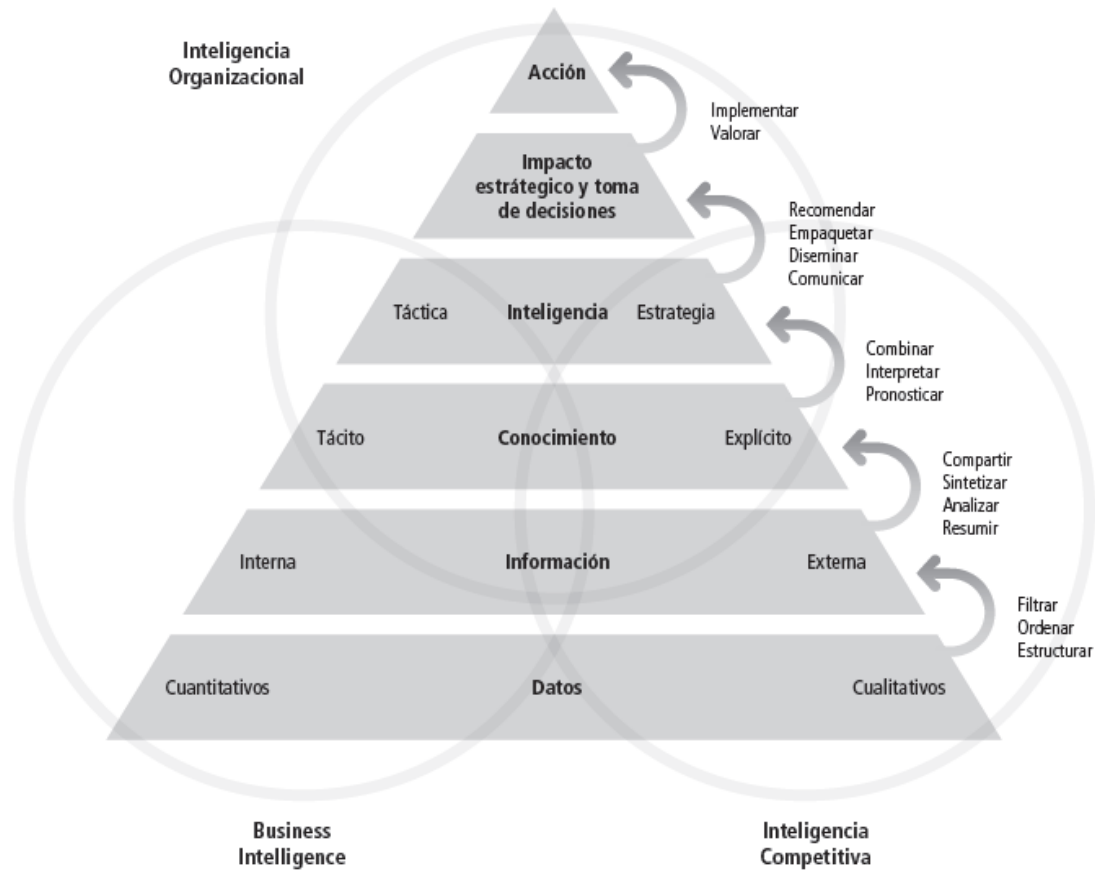 Inteligencia
Organizacional
Acción
Implementar
Valorar
Impacto
estrátegico y toma
de decisiones
Recomendar
Empaquetar
Diseminar
Comunicar
Táctica Inteligencia Estrategia
Combinar
Interpretar
Pronosticar
Tácito Conocimiento Explícito
Compartir
Sintetizar
Analizar
Resumir
Interna Información Externa
Filtrar
Ordenar
Estructurar
Cuantitativos Datos Cualitativos
Business
Intelligence
Inteligencia
Competitiva